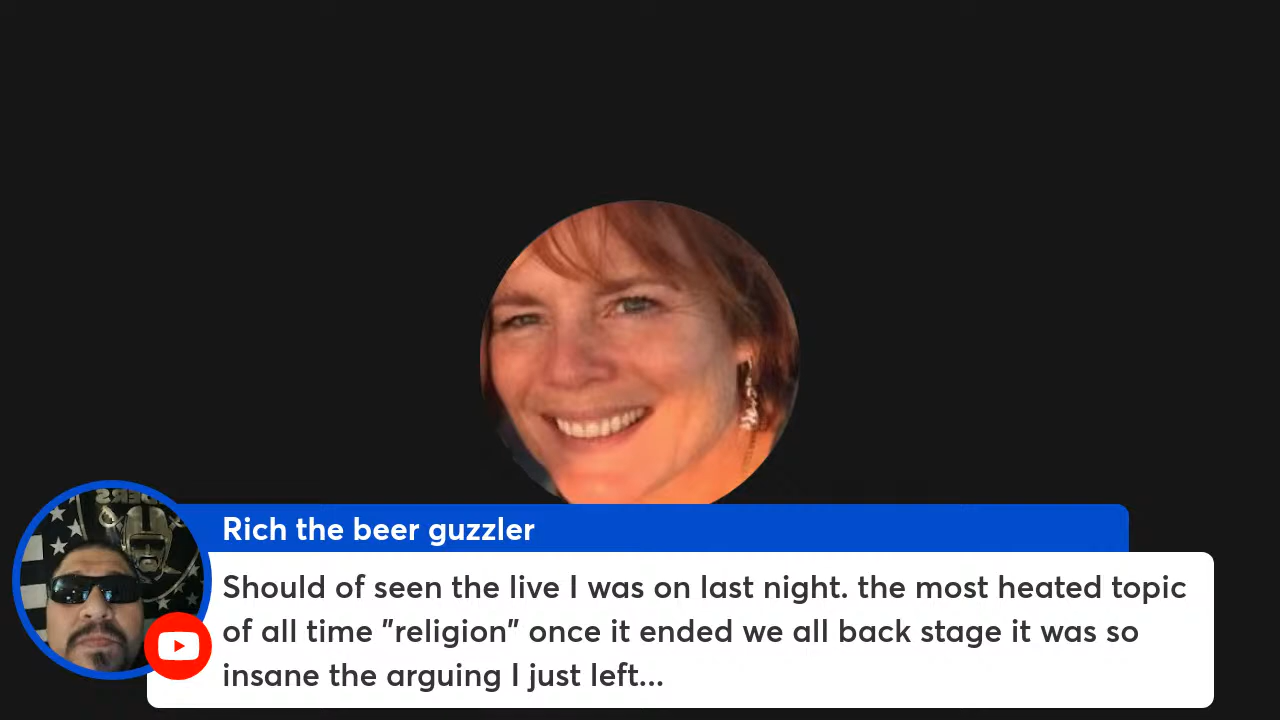 Rich the beer guzzler
Should of seen the live I was on last night. the most heated topic
of all time "religion" once it ended we all back stage it was so
insane the arguing I just left...